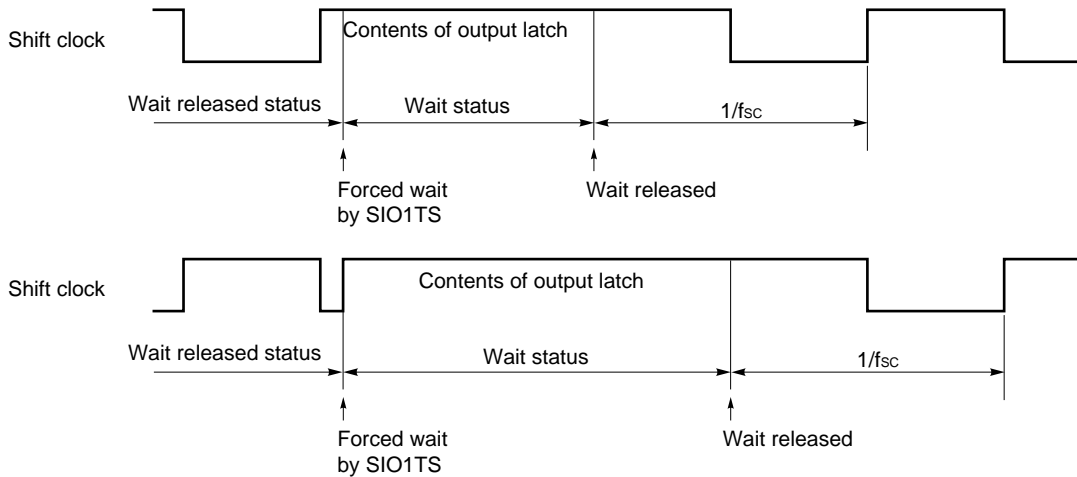 Shift clock
Contents of output latch
Wait released status
Wait status
1/fSC
Forced wait
by SIO1TS
Wait released
Shift clock
Contents of output latch
Wait released status
Wait status
1/fSC
Forced wait
by SIO1TS
Wait released